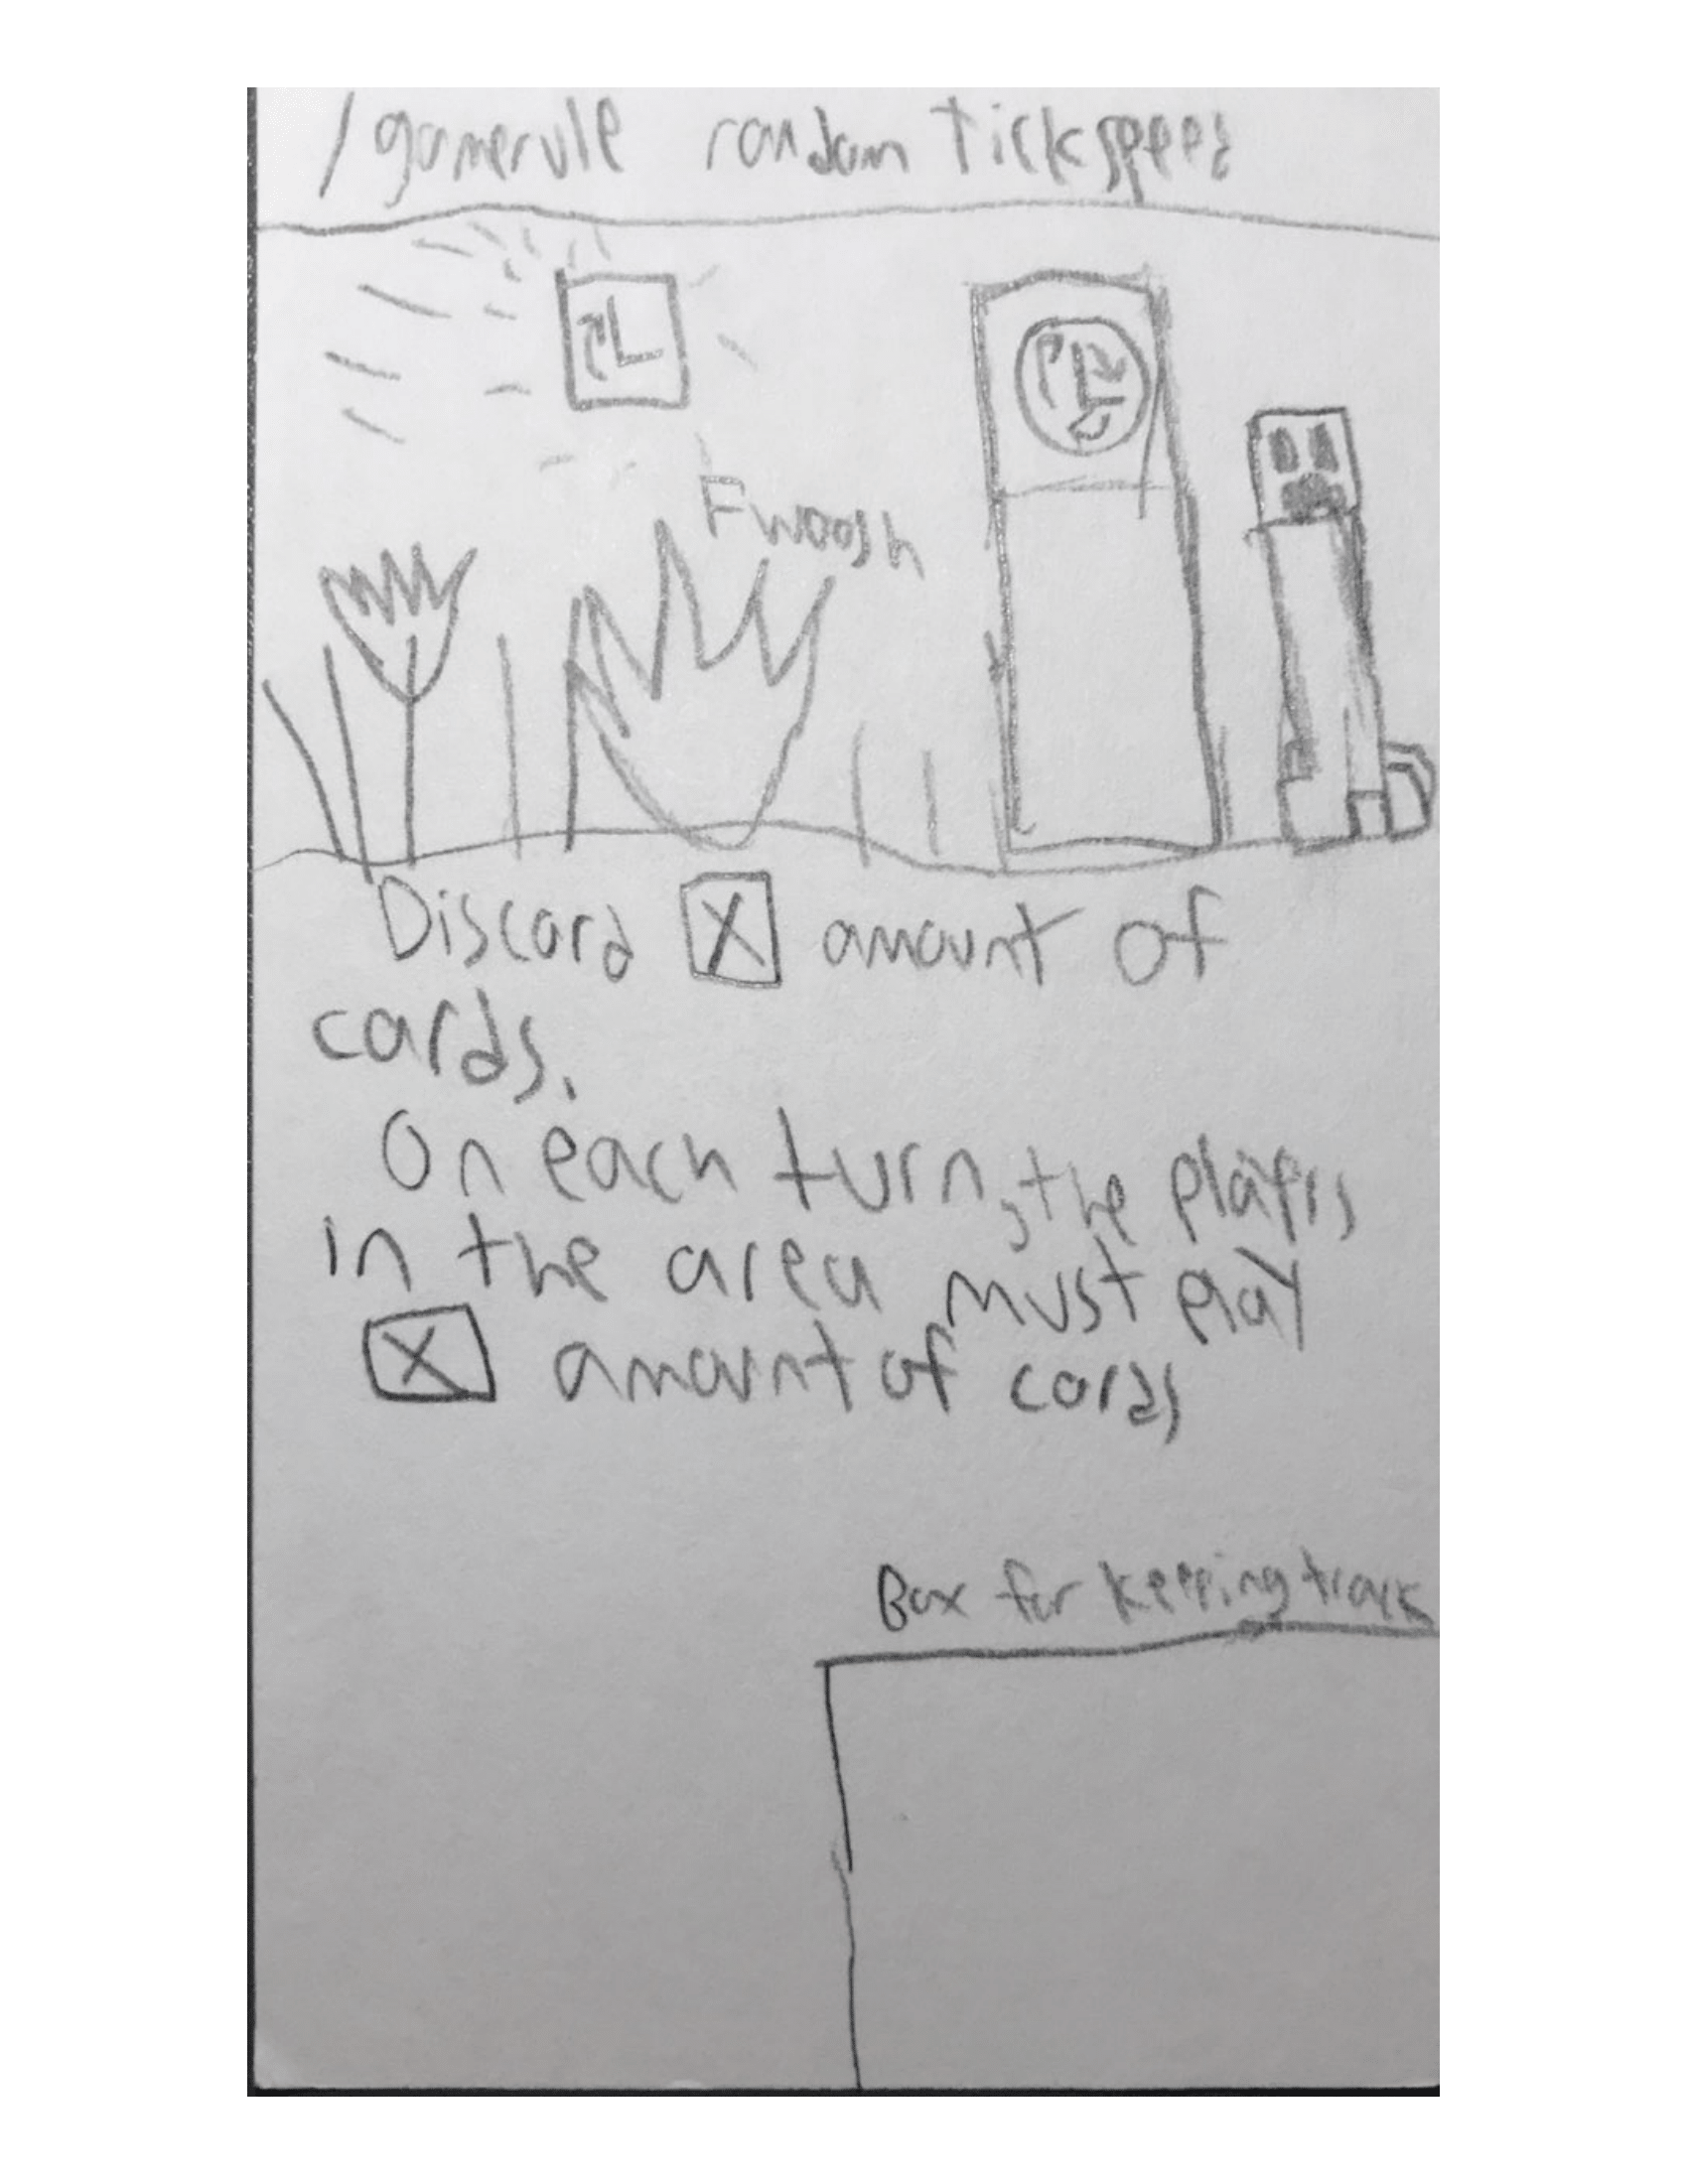 /gamerule random tickspeed
Fwoosh
Discard X amount of
cards.
On each turn, the players
in the area must play
X amount of cards
Box for keeping track